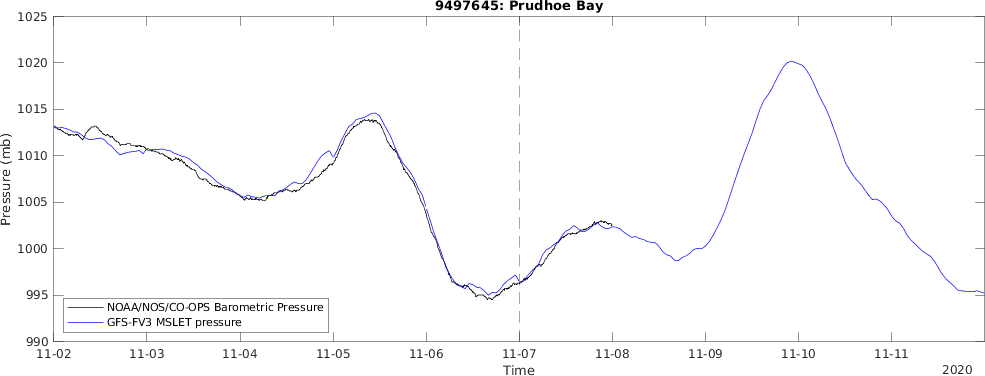 9497645: Prudhoe Bay
1025
1020
1015
1010
1005
1000
995
990
Pressure (mb)
NOAA/NOS/CO-OPS Barometric Pressure
GFS-FV3 MSLET pressure
11-02 11-03 11-04 11-05 11-06 11-07 11-08 11-09 11-10 11-11
Time
2020